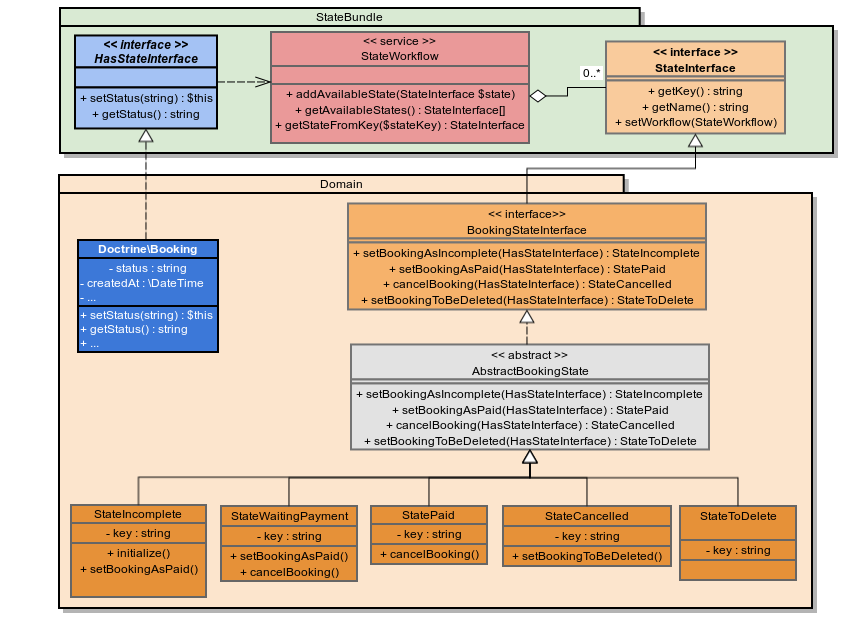 StateBundle
<< interface >>
HasStateInterface
+ setStatus(string) : $this
+ getStatus() : string
<< service >>
StateWorkflow
+ addAvailableState(StateInterface $state)
+ getAvailableStates() : StateInterface[]
+ getStateFromKey($stateKey) : StateInterface
0..*
<< interface >>
StateInterface
+ getKey() : string
+ getName() : string
+ setWorkflow(StateWorkflow)
Domain
Doctrine\Booking
- status : string
- createdAt : \DateTime
- ...
+ setStatus(string) : $this
+ getStatus() : string
+ ...
<< interface>>
BookingStateInterface
+ setBookingAsIncomplete(HasStateInterface) : StateIncomplete
+ setBookingAsPaid(HasStateInterface) : StatePaid
+ cancelBooking(HasStateInterface) : StateCancelled
+ setBookingToBeDeleted(HasStateInterface) : StateToDelete
<< abstract >>
AbstractBookingState
+ setBookingAsIncomplete(HasStateInterface) : StateIncomplete
+ setBookingAsPaid(HasStateInterface) : StatePaid
+ cancelBooking(HasStateInterface) : StateCancelled
+ setBookingToBeDeleted(HasStateInterface) : StateToDelete
StateIncomplete
- key : string
+ initialize()
+ setBookingAsPaid()
StateWaitingPayment
- key : string
+ setBookingAsPaid()
+ cancelBooking()
StatePaid
- key : string
+ cancelBooking()
StateCancelled
- key : string
+ setBookingToBeDeleted()
StateToDelete
- key : string